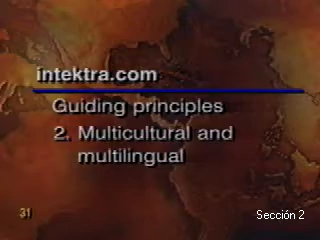 intektra.com
Guiding principles
2. Multicultural and
multilingual
31
Sección 2